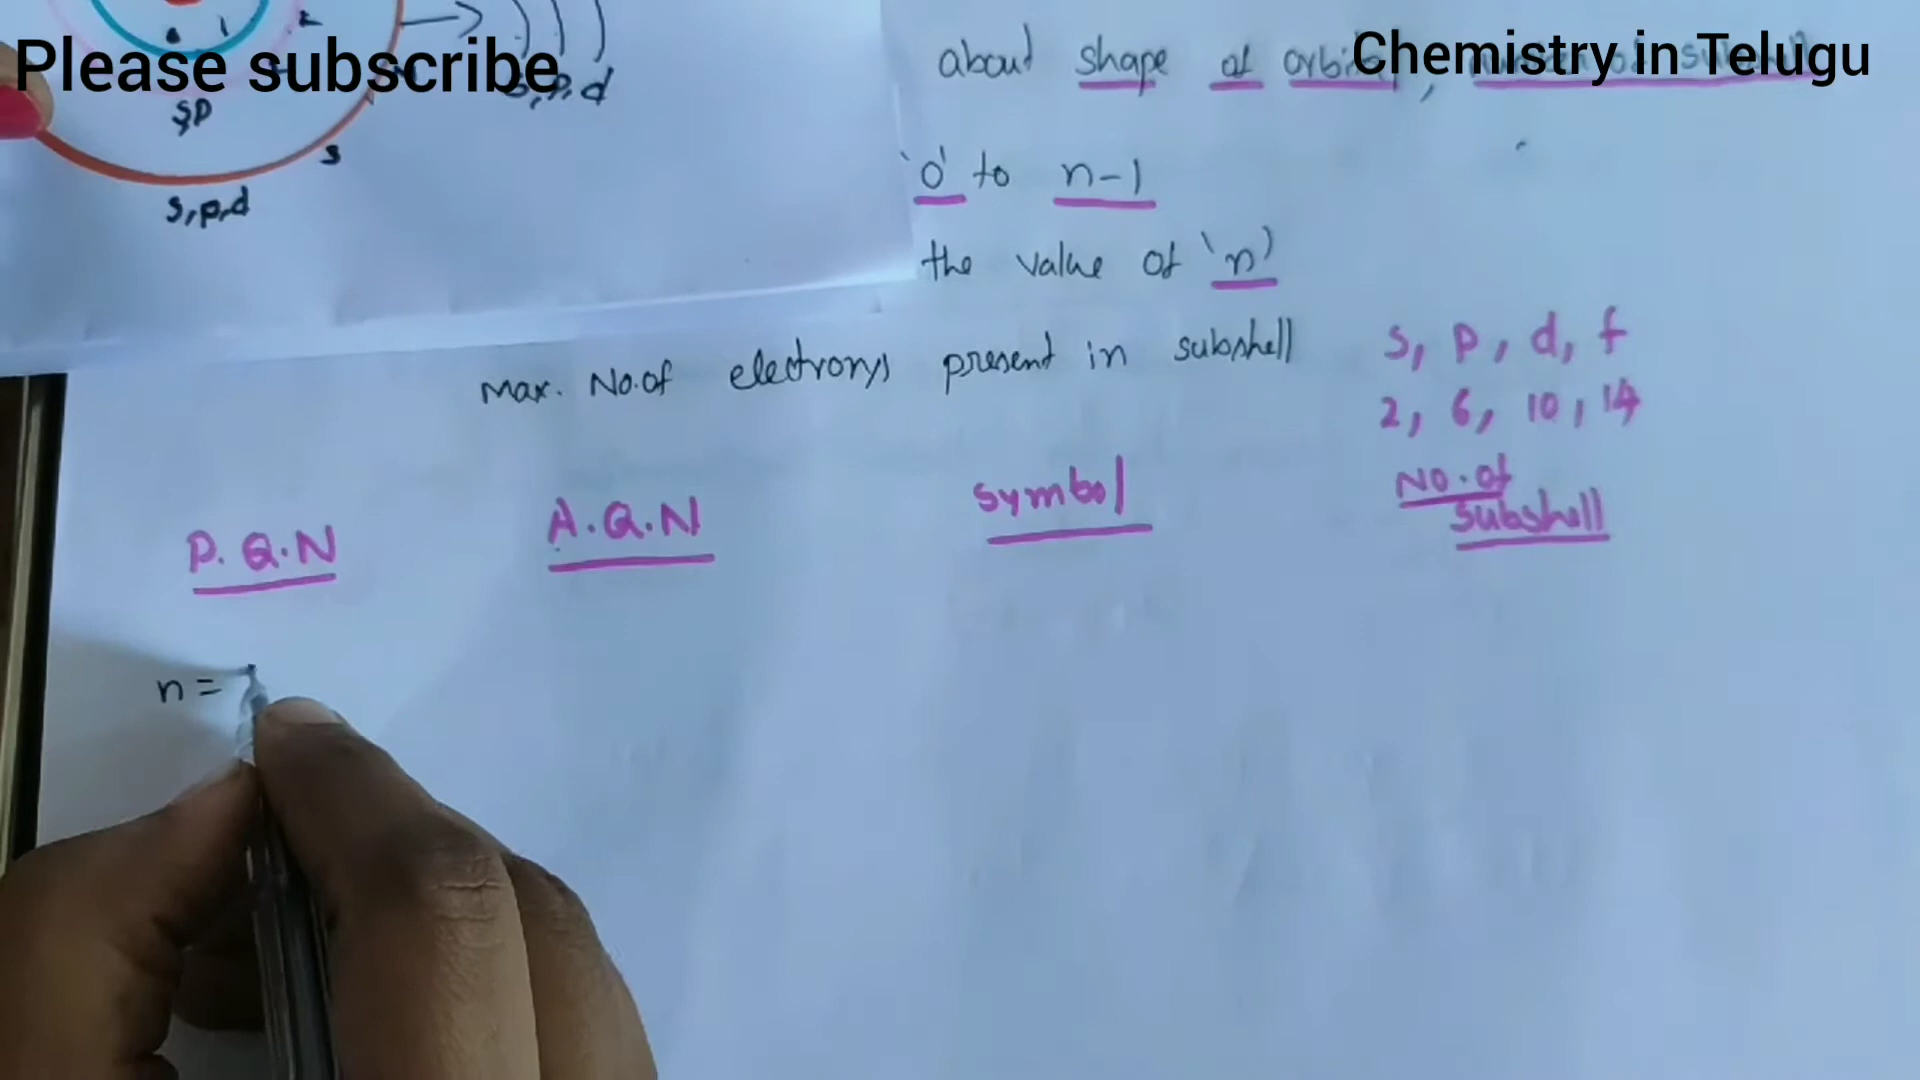 Please subscribe
Chemistry in Telugu
s,p,d
sp
s
s,p,d
about shape of
'0' to n-1
the value of 'n'
Max. No.of electrons present in subshell
s, p, d, f
2, 6, 10, 14
P.Q.N
A.Q.N
symbol
No.of
subshell
n =